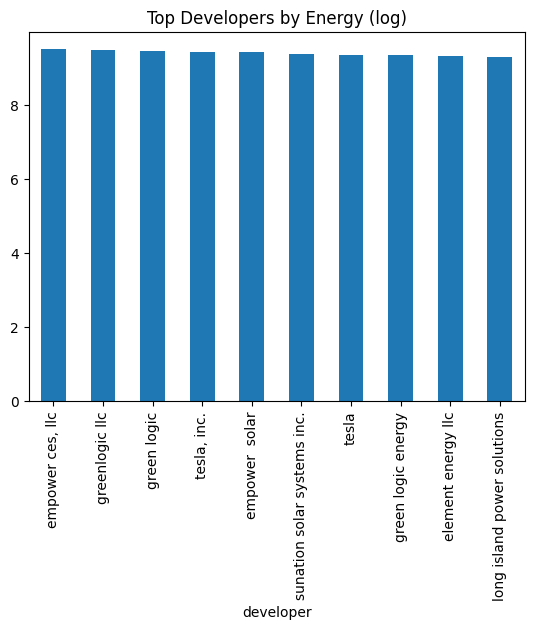 Top Developers by Energy (log)
8
6
4
2
0
empower ces, llc
greenlogic llc
green logic
tesla, inc.
empower  solar
sunation solar systems inc.
tesla
green logic energy
element energy llc
long island power solutions
developer